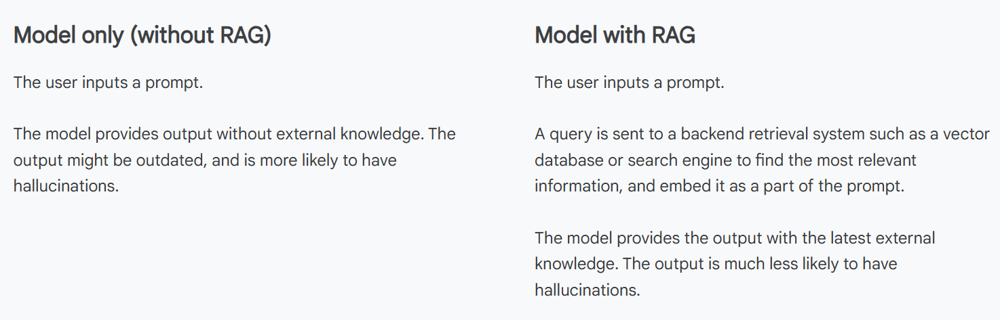 Model only (without RAG)
The user inputs a prompt.
The model provides output without external knowledge. The
output might be outdated, and is more likely to have
hallucinations.
Model with RAG
The user inputs a prompt.
A query is sent to a backend retrieval system such as a vector
database or search engine to find the most relevant
information, and embed it as a part of the prompt.
The model provides the output with the latest external
knowledge. The output is much less likely to have
hallucinations.